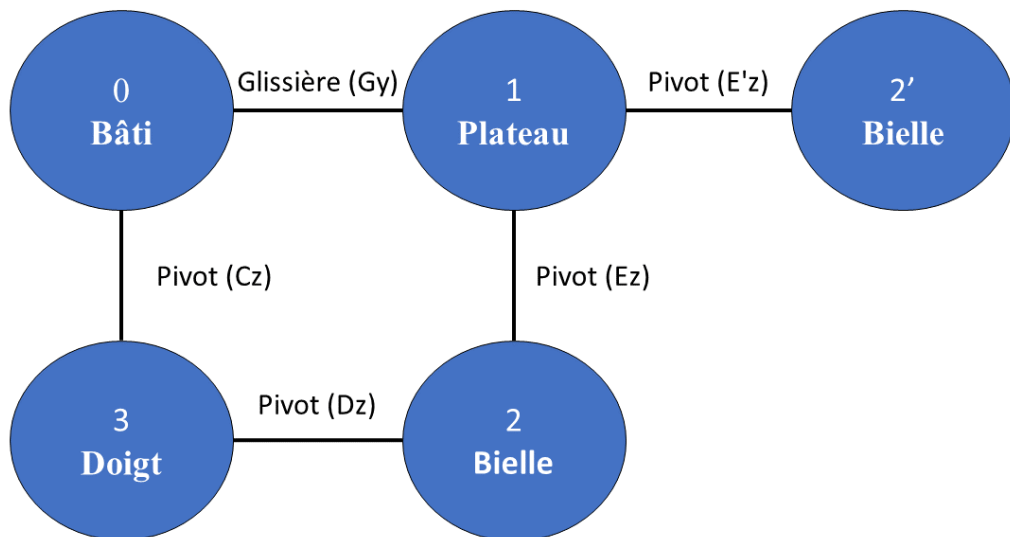 0
Bâti
Glissière (Gy)
1
Plateau
Pivot (E'z)
2’
Bielle
Pivot (Cz)
Pivot (Ez)
3
Doigt
Pivot (Dz)
2
Bielle